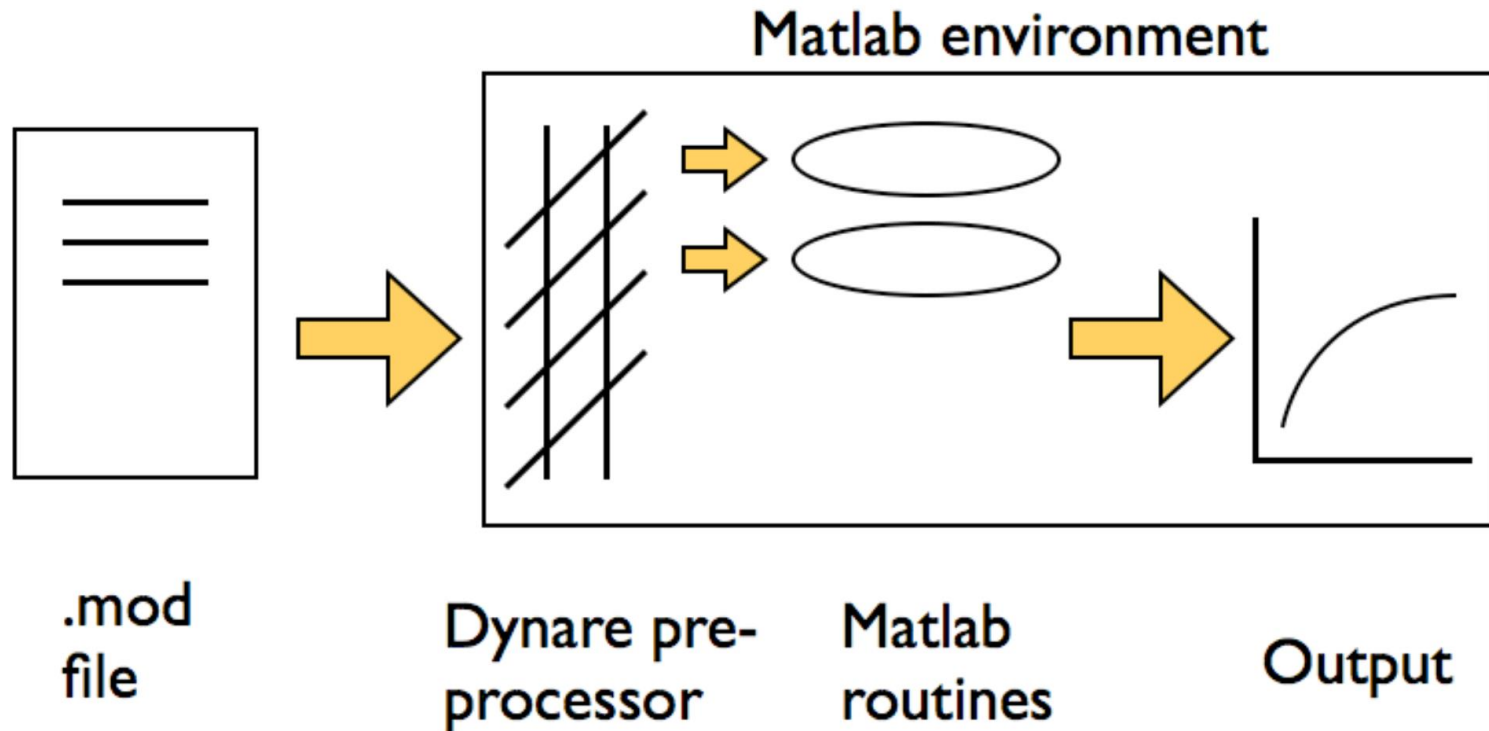 Matlab environment
.mod
file
Dynare pre-
processor
Matlab
routines
Output